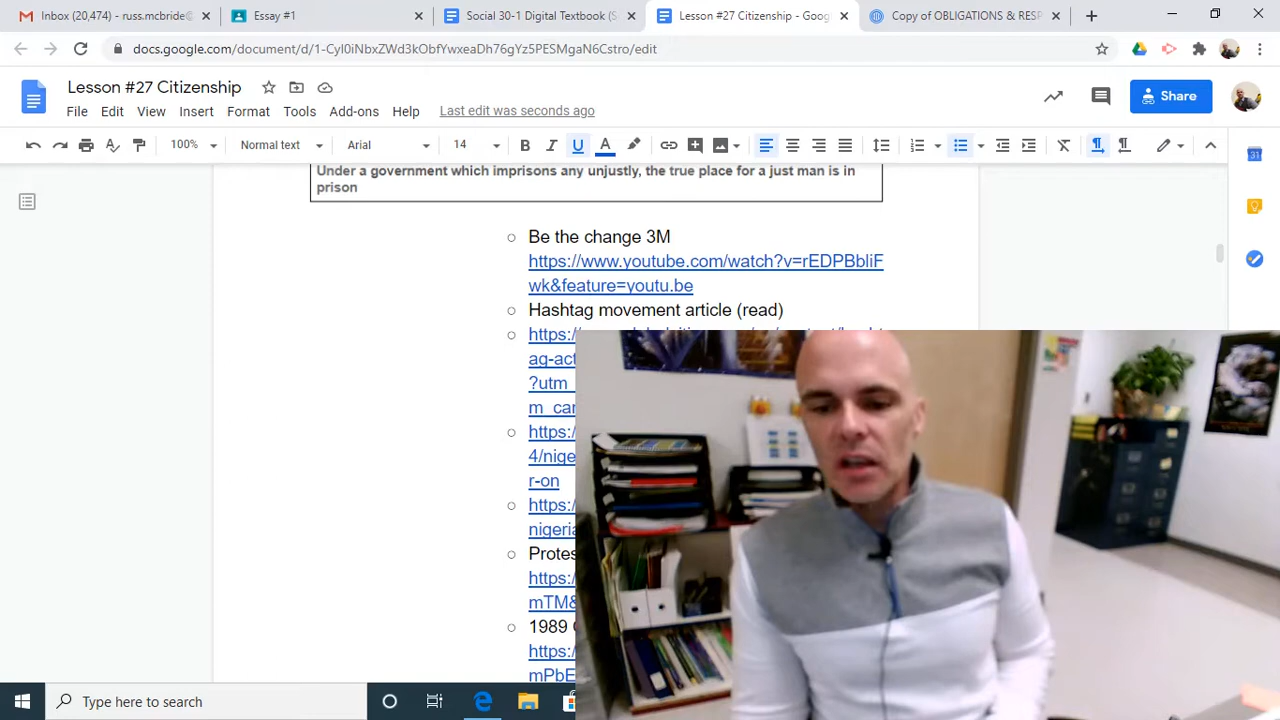 Inbox (20,474) - russ.mcbride
Essay #1
Social 30-1 Digital Textbook (S
Lesson #27 Citizenship - Goog
Copy of OBLIGATIONS & RESP
docs.google.com/document/d/1-CyI0iNbxZWd3kObfYwxeaDh76gYz5PESMgaN6Cstro/edit
Lesson #27 Citizenship
File Edit View Insert Format Tools Add-ons Help Last edit was seconds ago
Share
100% Normal text Arial 14
Under a government which imprisons any unjustly, the true place for a just man is in
prison
Be the change 3M
https://www.youtube.com/watch?v=rEDPBbliF
wk&feature=youtu.be
Hashtag movement article (read)
https:/
ag-act
?utm_
m_car
https:/
4/nige
r-on
https:/
nigeria
Protes
https:/
mTM&
1989
https:/
mPbE
Type here to search